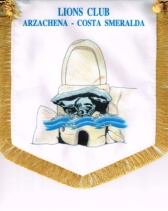 LIONS CLUB
ARZACHENA - COSTA SMERALDA